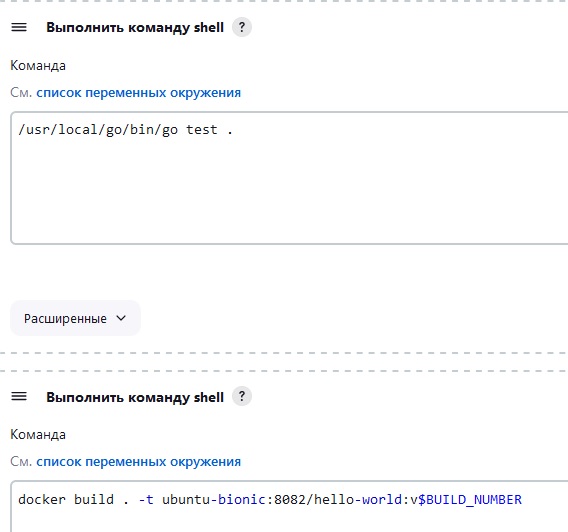 Выполнить команду shell ?
Команда
См. список переменных окружения
/usr/local/go/bin/go test .
Расширенные
Выполнить команду shell ?
Команда
См. список переменных окружения
docker build . -t ubuntu-bionic:8082/hello-world:v$BUILD_NUMBER